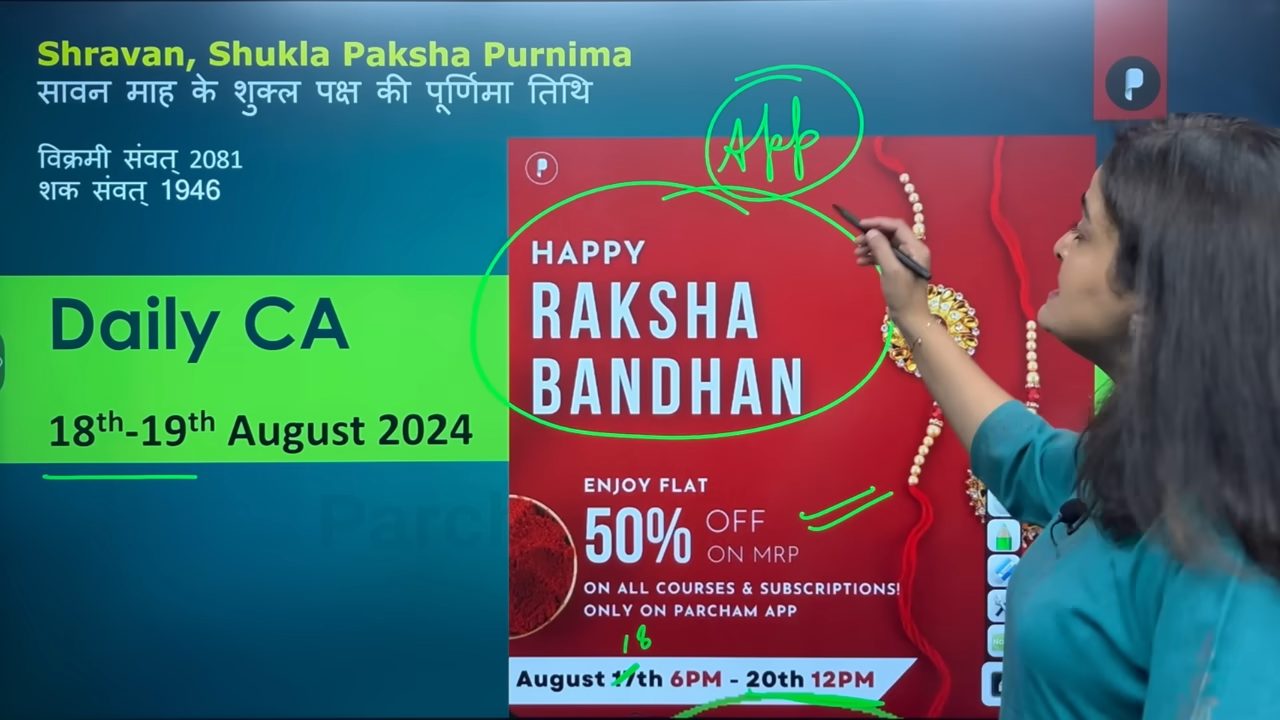 Shravan, Shukla Paksha Purnima
सावन माह के शुक्ल पक्ष की पूर्णिमा तिथि
विक्रमी संवत् 2081
शक संवत् 1946
Daily CA
18th-19th August 2024
App
HAPPY
RAKSHA
BANDHAN
ENJOY FLAT
50% OFF
ON MRP
ON ALL COURSES & SUBSCRIPTIONS!
ONLY ON PARCHAM APP
18
August 17th 6PM - 20th 12PM